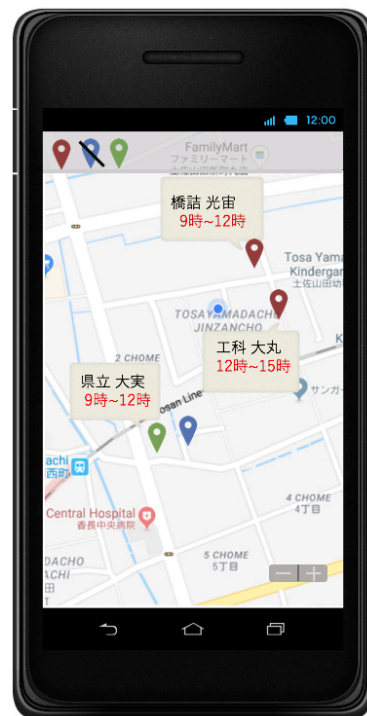 12:00
FamilyMart
ファミリーマート
橋詰 光宙
9時~12時
Tosa Yama
Kindergar
土佐山田幼
TOSAYAMADACHO
JINZANCHO
工科 大丸
12時~15時
2 CHOME
県立 大実
9時~12時
サンガー
osan Line
achi
西町
Central Hospital
香長中央病院
4 CHOME
4丁目
5 CHOME
5丁目
DACHO
ACHI
田